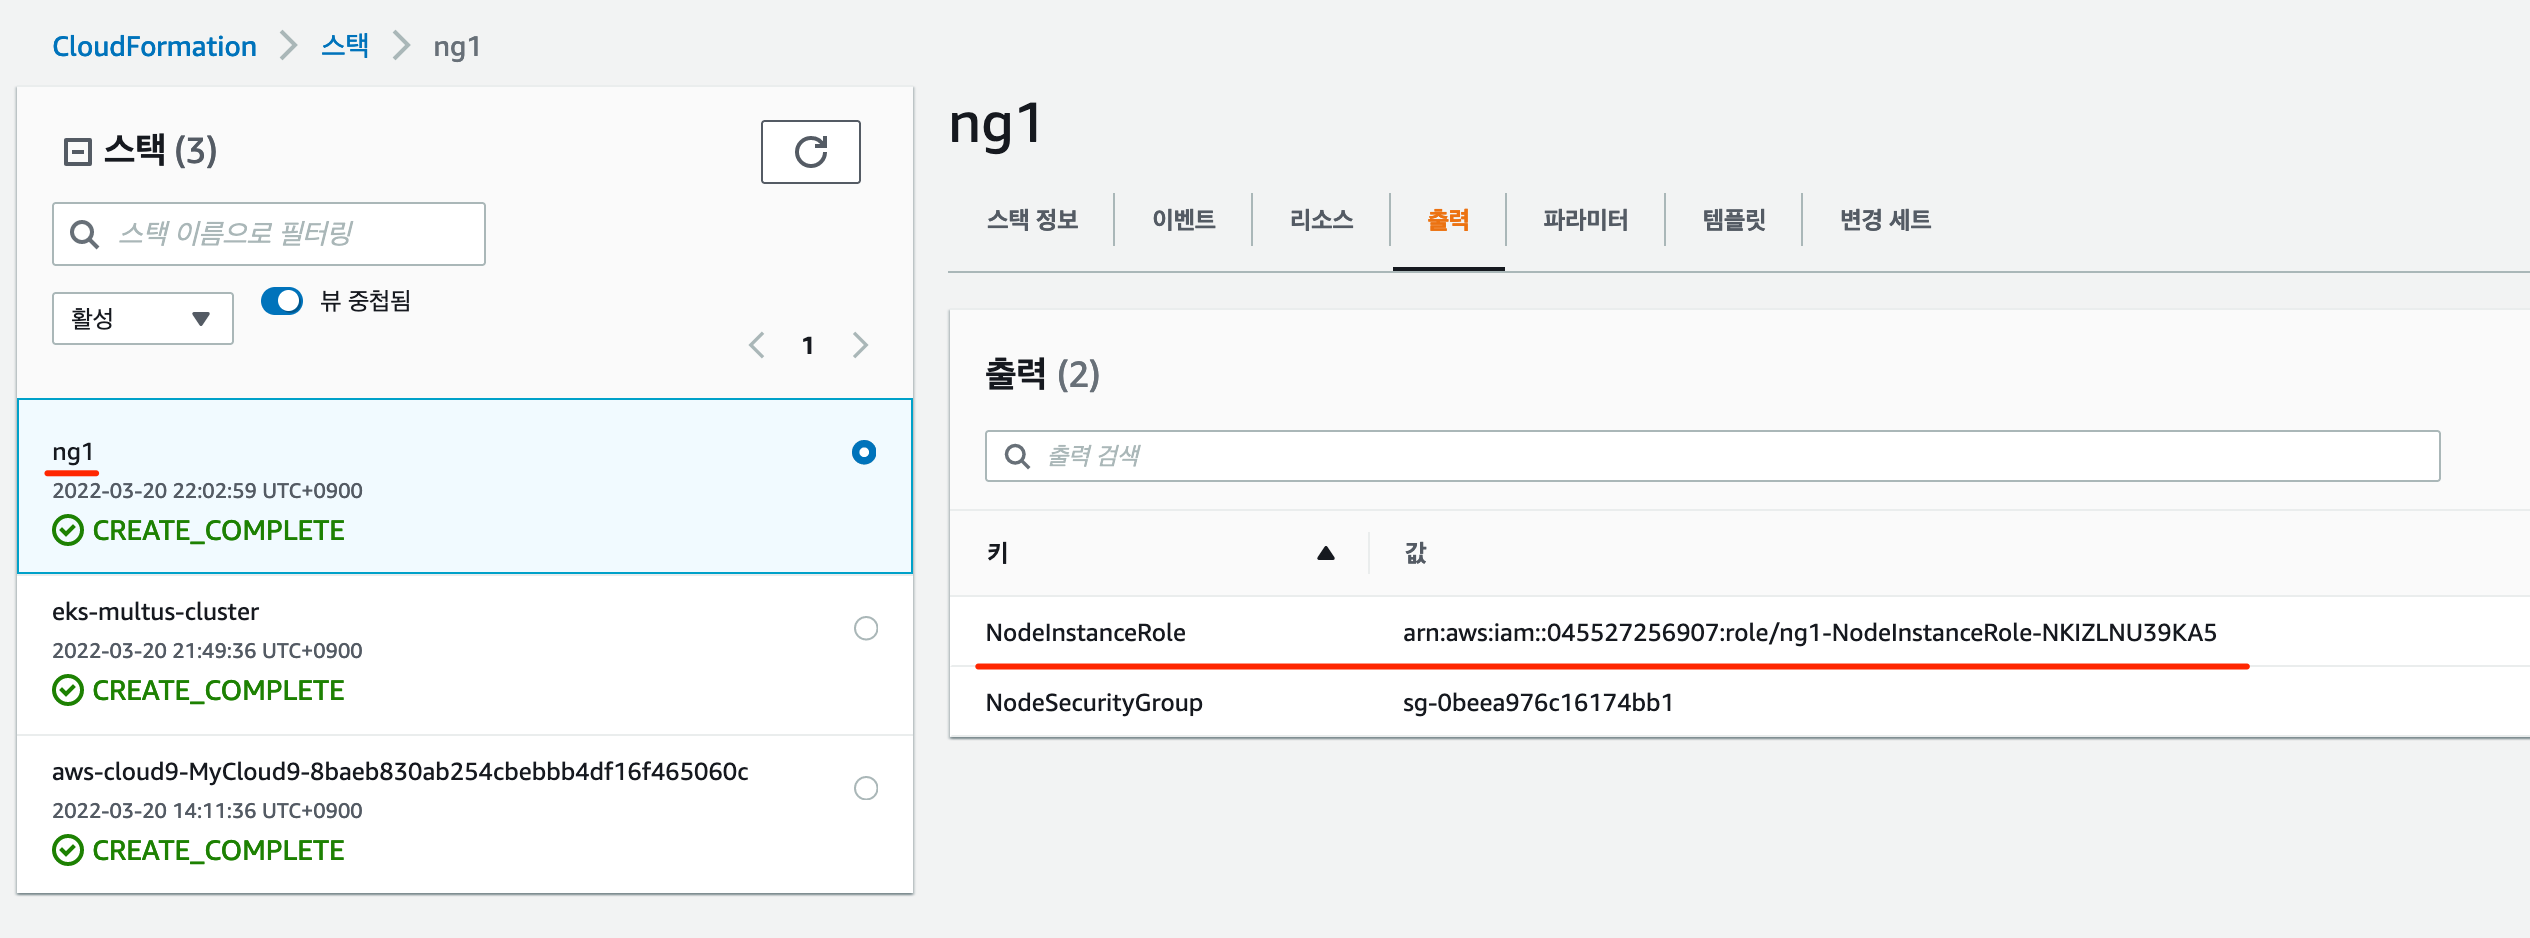 CloudFormation > 스택 > ng1
스택 (3)
스택 이름으로 필터링
활성
뷰 중첩됨
1
ng1
2022-03-20 22:02:59 UTC+0900
CREATE_COMPLETE
eks-multus-cluster
2022-03-20 21:49:36 UTC+0900
CREATE_COMPLETE
aws-cloud9-MyCloud9-8baeb830ab254cbebbb4df16f465060c
2022-03-20 14:11:36 UTC+0900
CREATE_COMPLETE
ng1
스택 정보 이벤트 리소스 출력 파라미터 템플릿 변경 세트
출력 (2)
출력 검색
키 값
NodeInstanceRole arn:aws:iam::045527256907:role/ng1-NodeInstanceRole-NKIZLNU39KA5
NodeSecurityGroup sg-0beea976c16174bb1